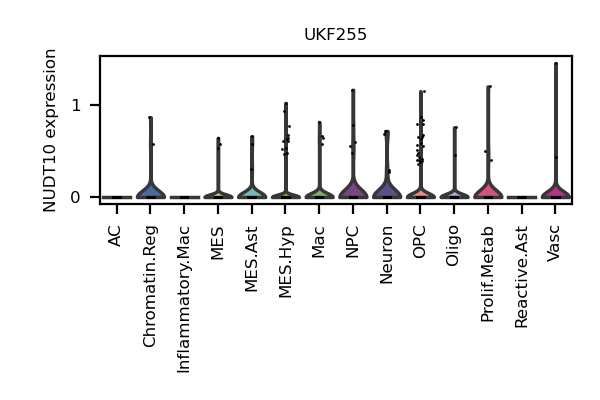 UKF255
NUDT10 expression
1
0
AC
Chromatin.Reg
Inflammatory.Mac
MES
MES.Ast
MES.Hyp
Mac
NPC
Neuron
OPC
Oligo
Prolif.Metab
Reactive.Ast
Vasc